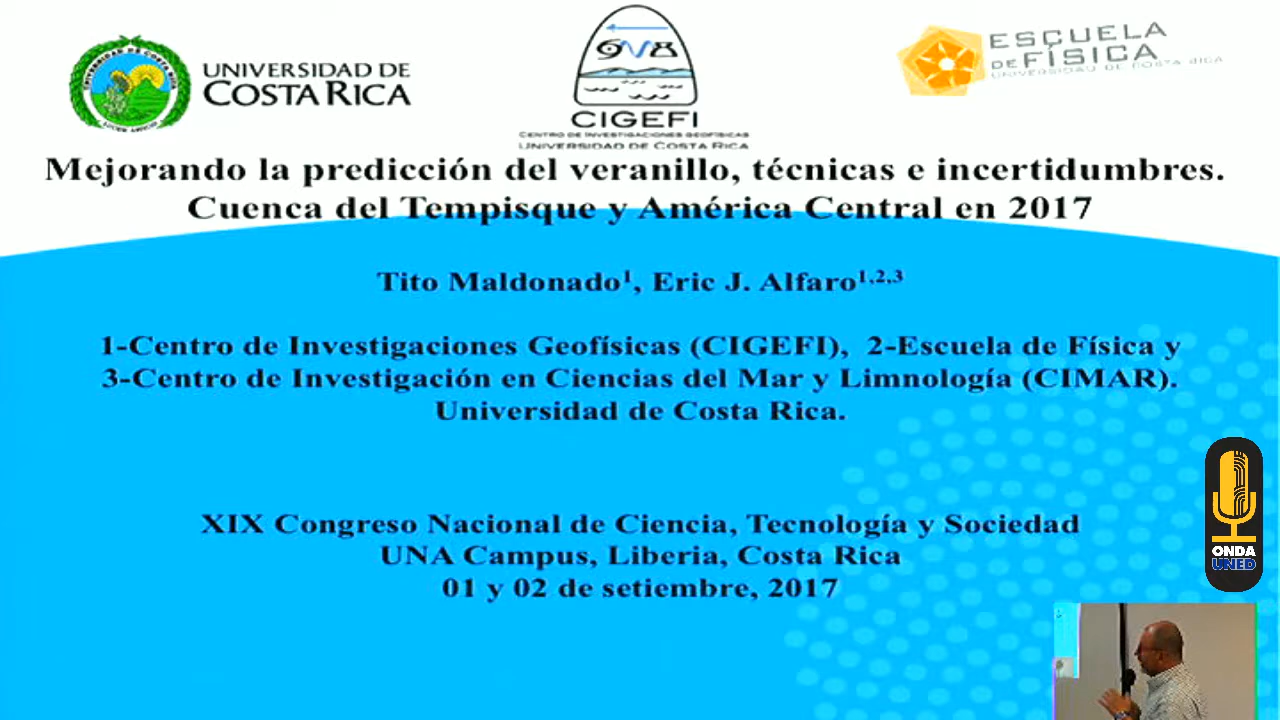 UNIVERSIDAD DE
COSTA RICA
CIGEFI
CENTRO DE INVESTIGACIONES GEOFÍSICAS
UNIVERSIDAD DE COSTA RICA
ESCUELA
DE FÍSICA
UNIVERSIDAD DE COSTA RICA
Mejorando la predicción del veranillo, técnicas e incertidumbres.
Cuenca del Tempisque y América Central en 2017
Tito Maldonado¹, Eric J. Alfaro¹,²,³
1-Centro de Investigaciones Geofísicas (CIGEFI), 2-Escuela de Física y
3-Centro de Investigación en Ciencias del Mar y Limnología (CIMAR).
Universidad de Costa Rica.
XIX Congreso Nacional de Ciencia, Tecnología y Sociedad
UNA Campus, Liberia, Costa Rica
01 y 02 de setiembre, 2017
ONDA
UNED